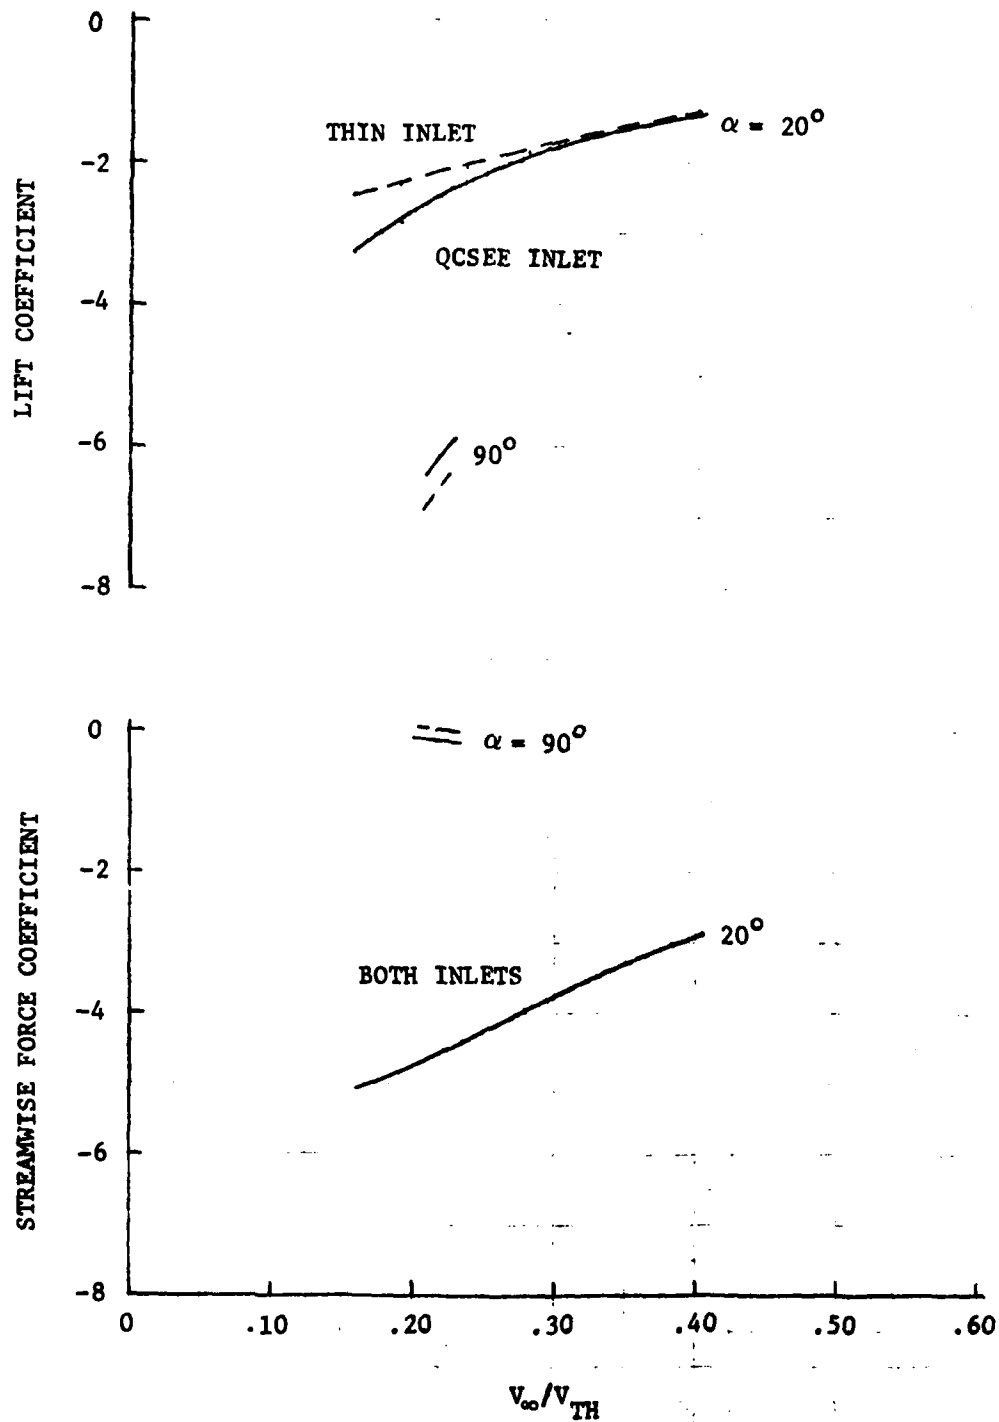 0
THIN INLET
α = 20°
-2
QCSEE INLET
LIFT COEFFICIENT
-4
-6
90°
-8
0
α = 90°
-2
20°
BOTH INLETS
STREAMWISE FORCE COEFFICIENT
-4
-6
-8
0 .10 .20 .30 .40 .50 .60
V∞/VTH